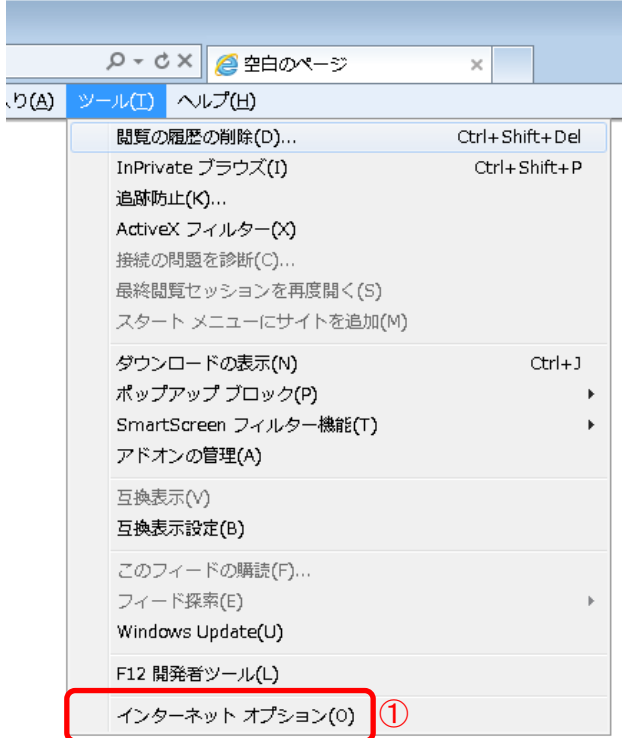 空白のページ
入り(A) ツール(T) ヘルプ(H)
閲覧の履歴の削除(D)... Ctrl+Shift+Del
InPrivate ブラウズ(I) Ctrl+Shift+P
追跡防止(K)...
ActiveX フィルター(X)
接続の問題を診断(C)...
最終閲覧セッションを再度開く(S)
スタート メニューにサイトを追加(M)
ダウンロードの表示(N) Ctrl+J
ポップアップ ブロック(P)
SmartScreen フィルター機能(T)
アドオンの管理(A)
互換表示(V)
互換表示設定(B)
このフィードの購読(F)...
フィード探索(E)
Windows Update(U)
F12 開発者ツール(L)
インターネット オプション(O) ①